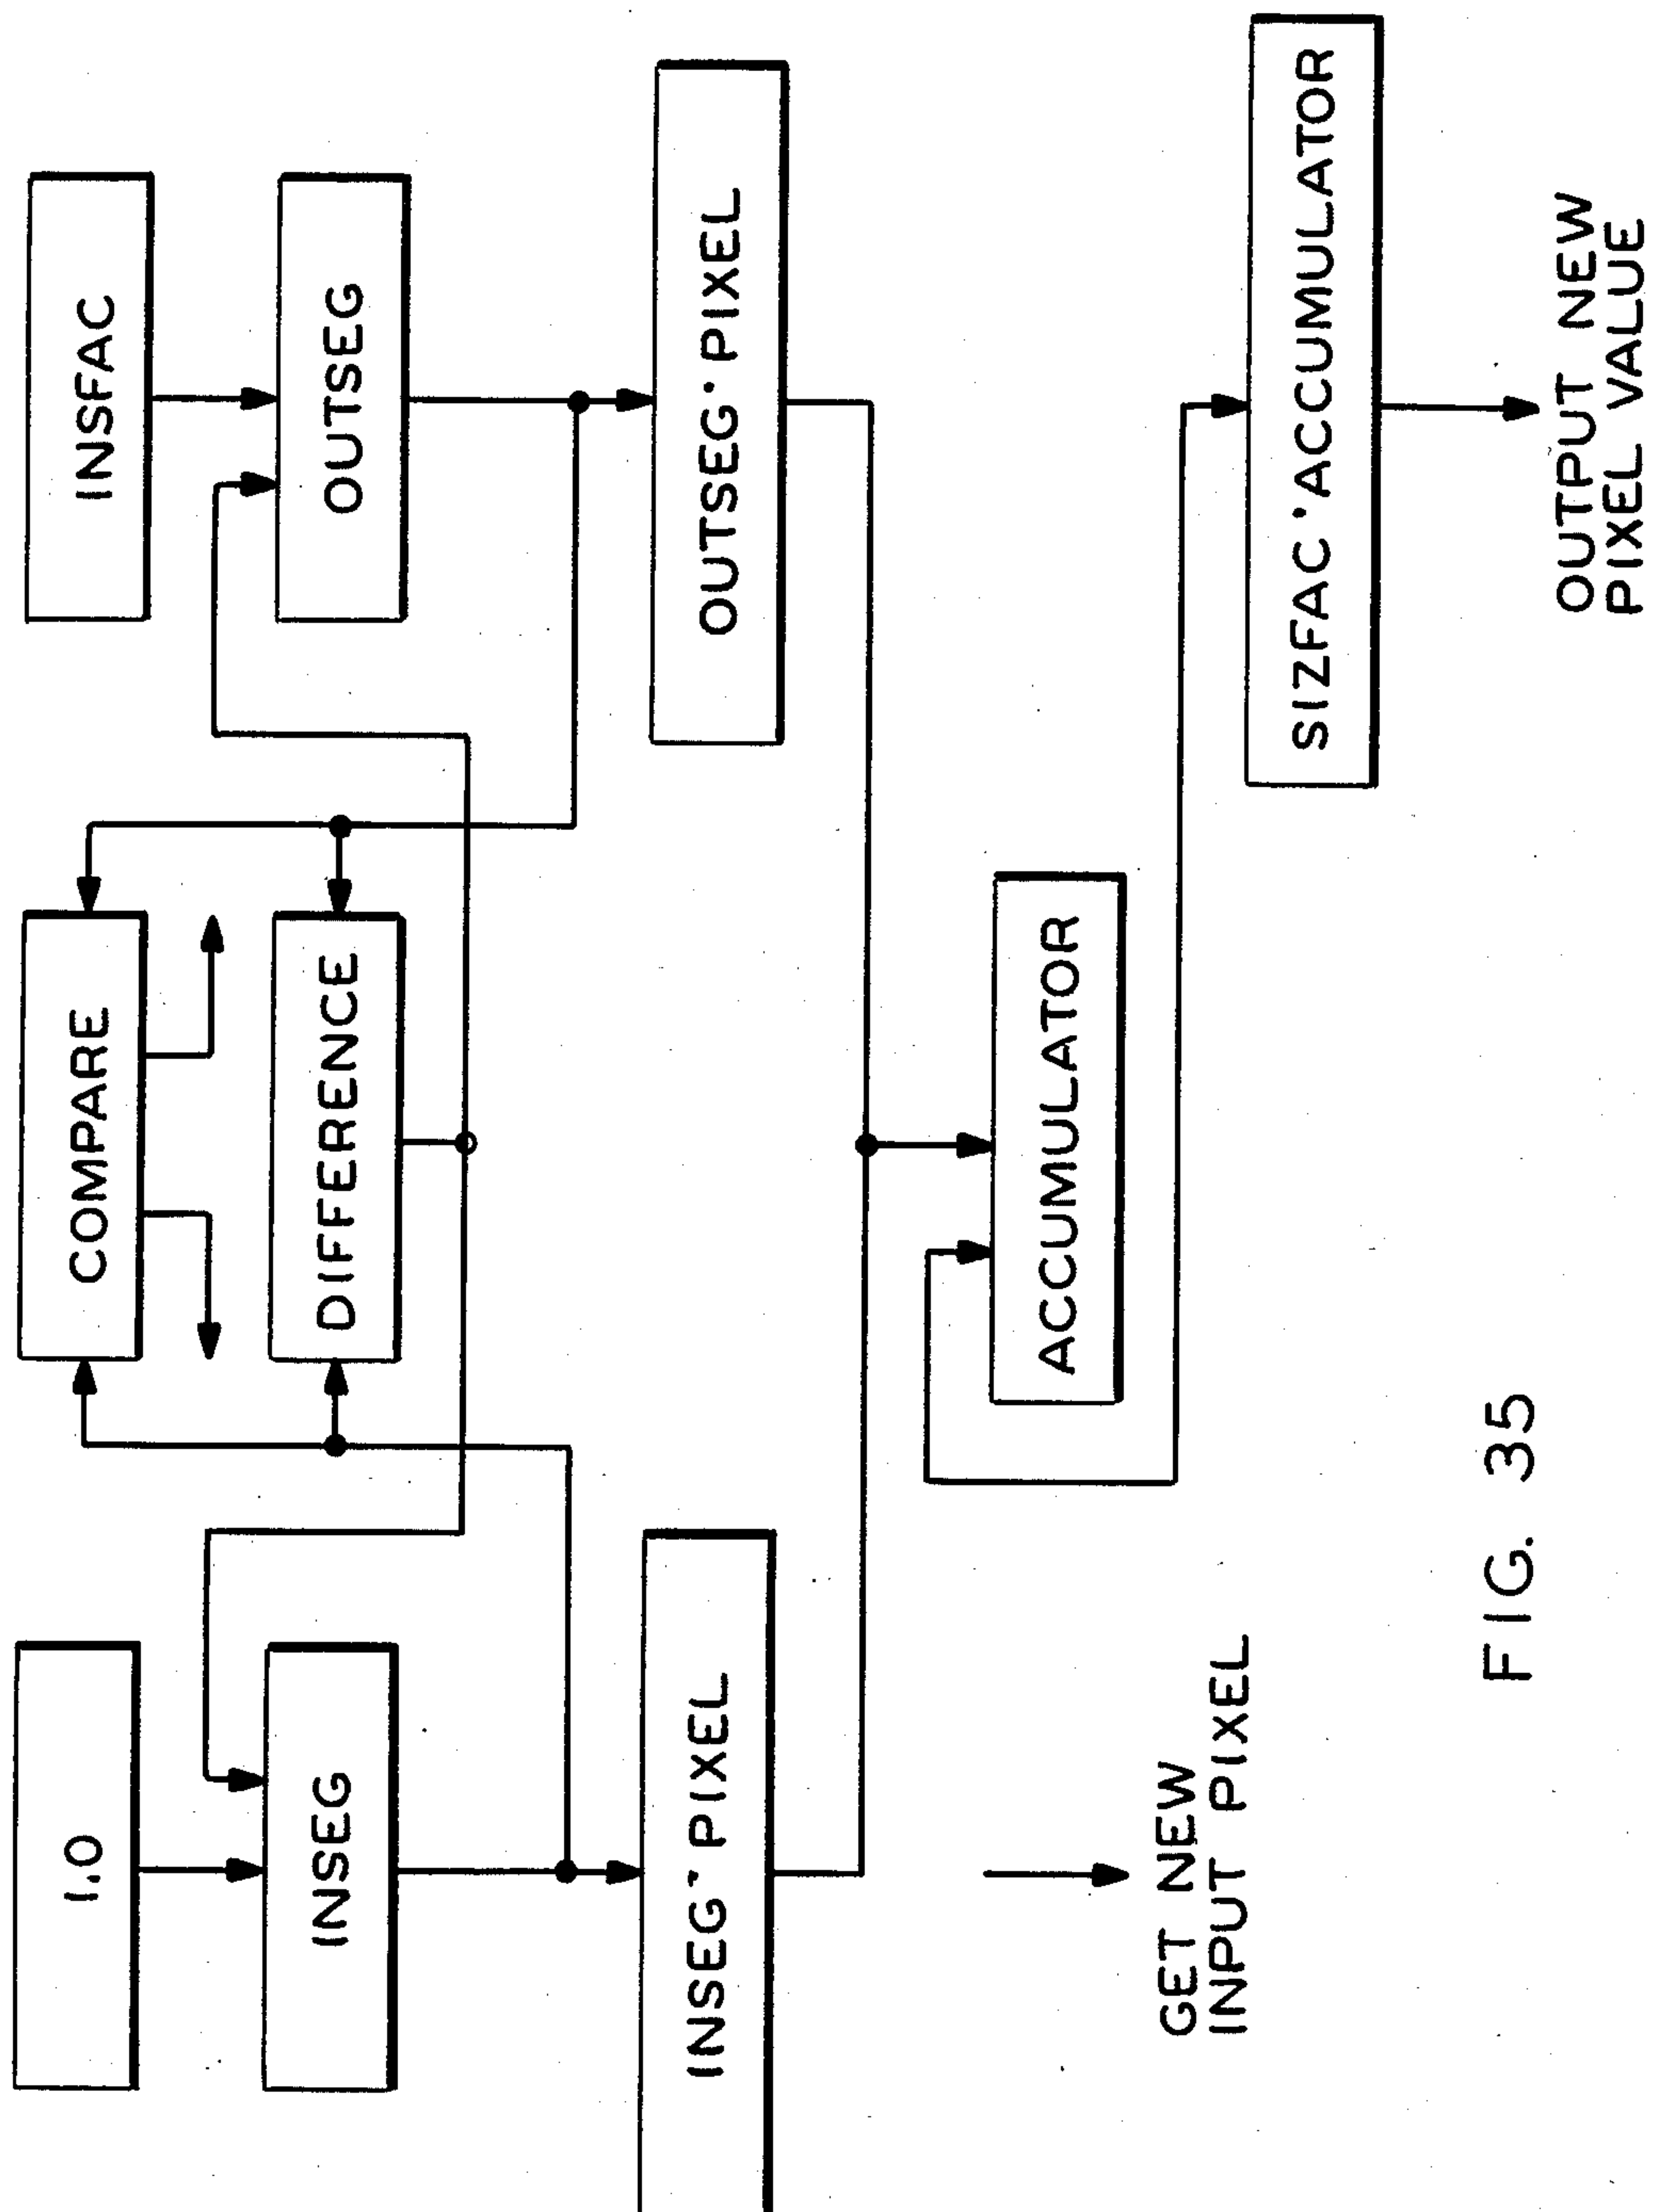 1.0
COMPARE
INSFAC
INSEG
DIFFERENCE
OUTSEG
INSEG·PIXEL
OUTSEG·PIXEL
ACCUMULATOR
GET NEW
INPUT PIXEL
SIZFAC·ACCUMULATOR
OUTPUT NEW
PIXEL VALUE
FIG. 35